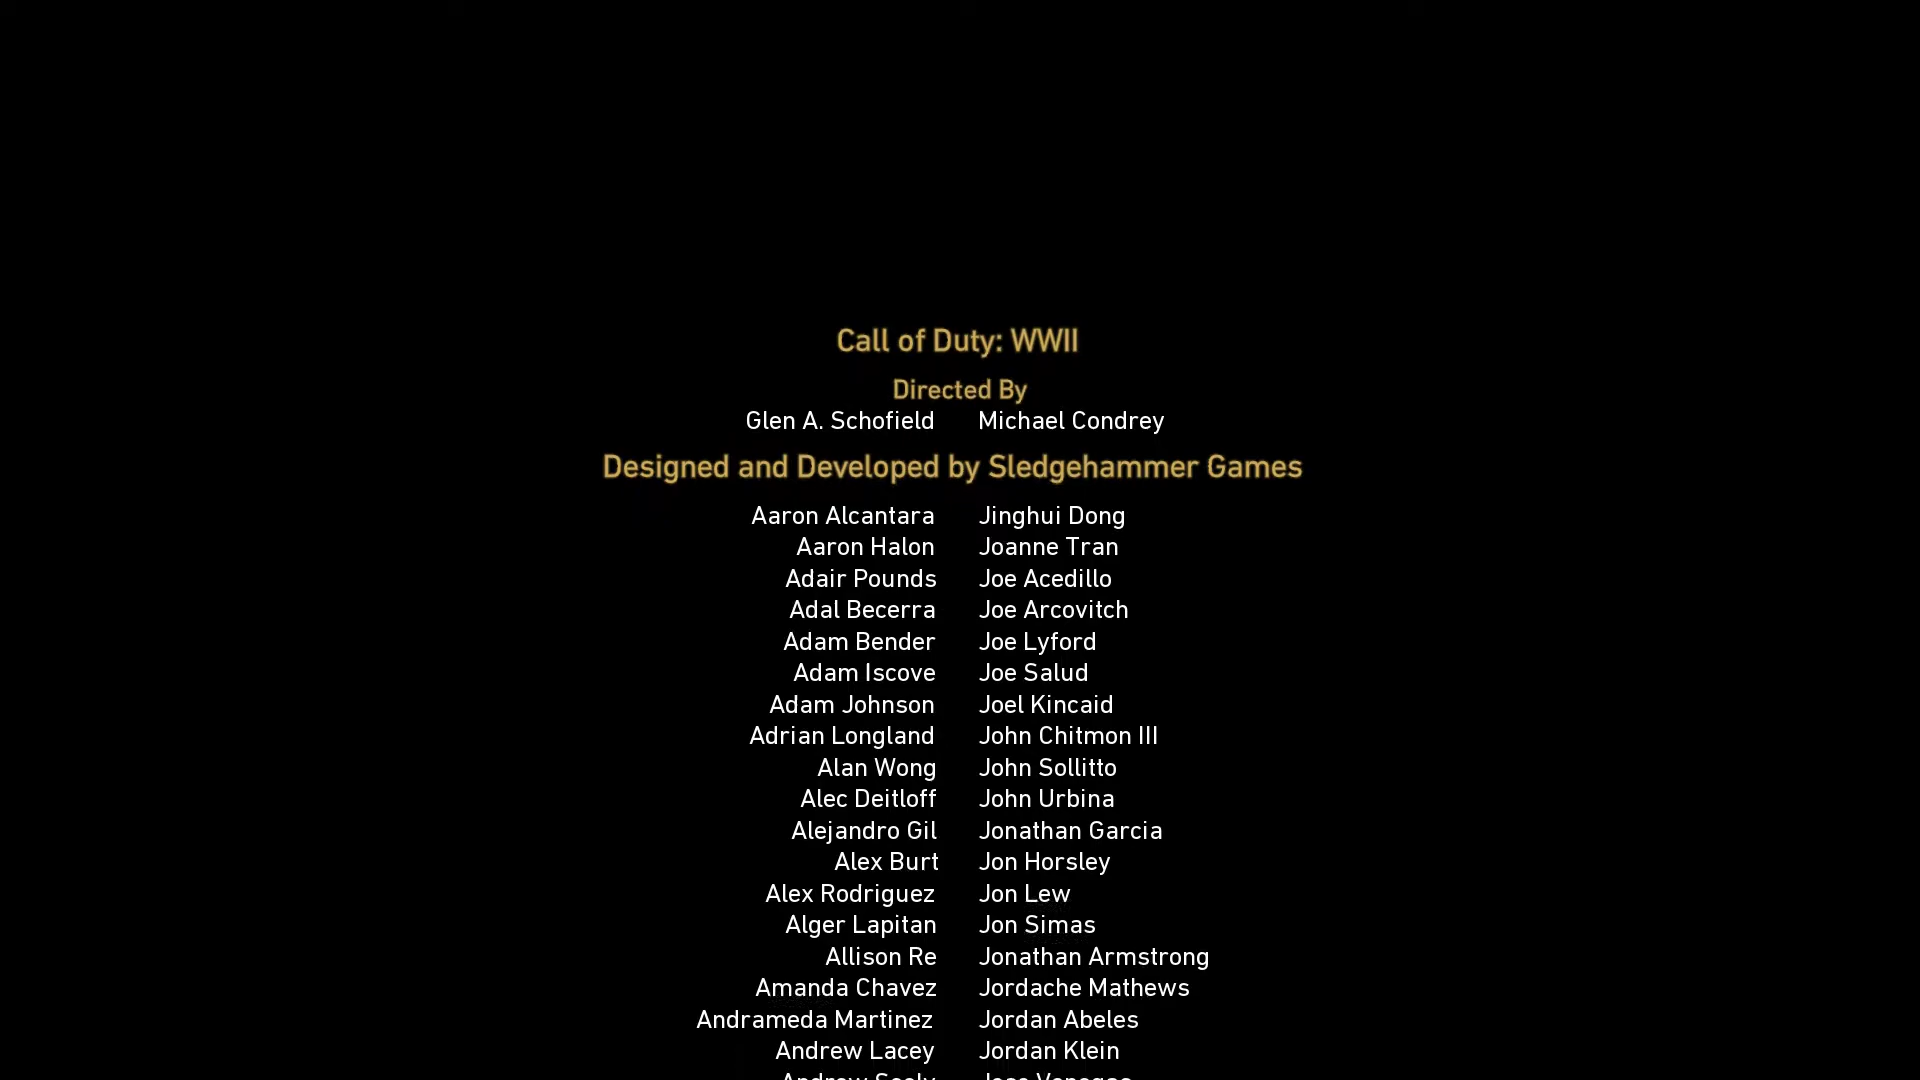 Call of Duty: WWII
Directed By
Glen A. Schofield Michael Condrey
Designed and Developed by Sledgehammer Games
Aaron Alcantara Jinghui Dong
Aaron Halon Joanne Tran
Adair Pounds Joe Acedillo
Adal Becerra Joe Arcovitch
Adam Bender Joe Lyford
Adam Iscove Joe Salud
Adam Johnson Joel Kincaid
Adrian Longland John Chitmon III
Alan Wong John Sollitto
Alec Deitloff John Urbina
Alejandro Gil Jonathan Garcia
Alex Burt Jon Horsley
Alex Rodriguez Jon Lew
Alger Lapitan Jon Simas
Allison Re Jonathan Armstrong
Amanda Chavez Jordache Mathews
Andrameda Martinez Jordan Abeles
Andrew Lacey Jordan Klein
Andrew